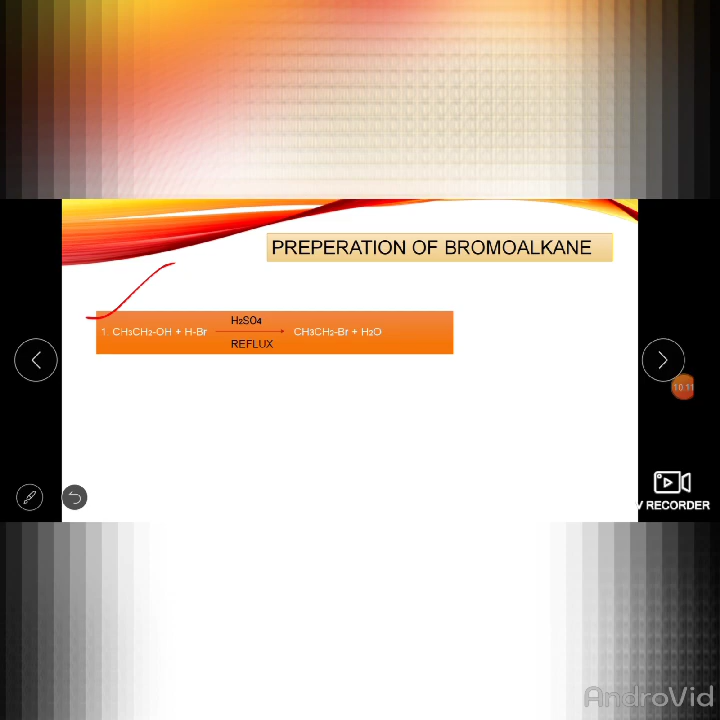 PREPERATION OF BROMOALKANE
H₂SO₄
1. CH₃CH₂-OH + H-Br CH3CH₂-Br + H₂O
REFLUX
10:11
V RECORDER
AndroVid